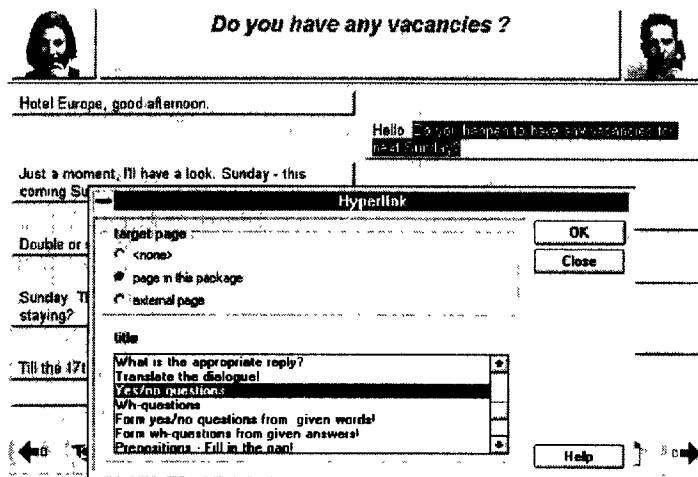 Do you have any vacancies ?
Hotel Europe, good afternoon.
Hello. Do you happen to have any vacancies for
next Sunday?
Just a moment, I'll have a look. Sunday - this
coming Su
Hyperlink
target page
OK
<none>
Close
Double or
page in this package
external page
Sunday
staying?
title
What is the appropriate reply?
Till the 17t
Translate the dialogue!
Yes/no questions
Wh-questions
Form yes/no questions from given words!
Form wh-questions from given answers!
Prepositions - Fill in the gap!
Help